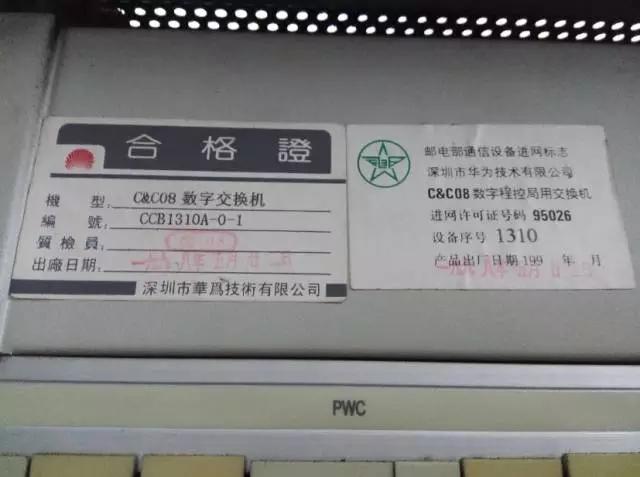 合格證
機 型: C&C08 数字交换机
編 號: CCB1310A-0-1
質檢員:
出廠日期:
深圳市華爲技術有限公司
邮电部通信设备进网标志
深圳市华为技术有限公司
C&C08 数字程控局用交换机
进网许可证号码 95026
设备序号 1310
产品出厂日期 199 年 月
PWC